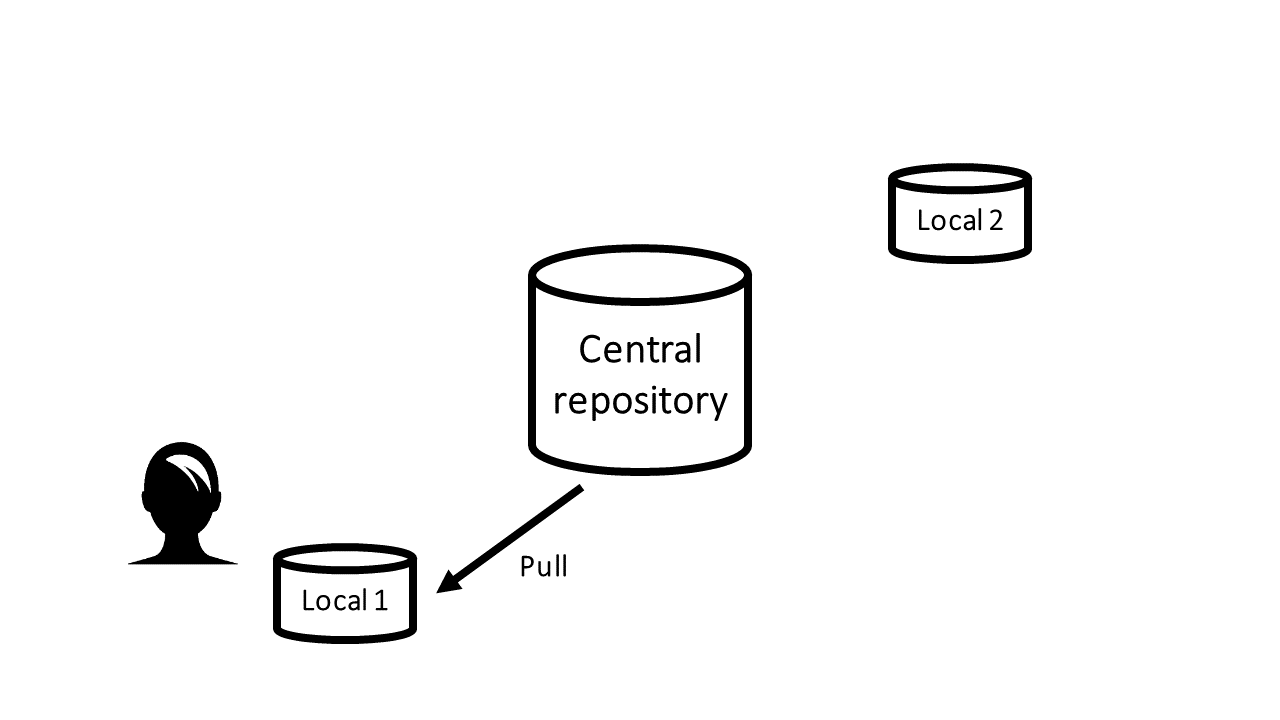 Local 2
Central
repository
Pull
Local 1